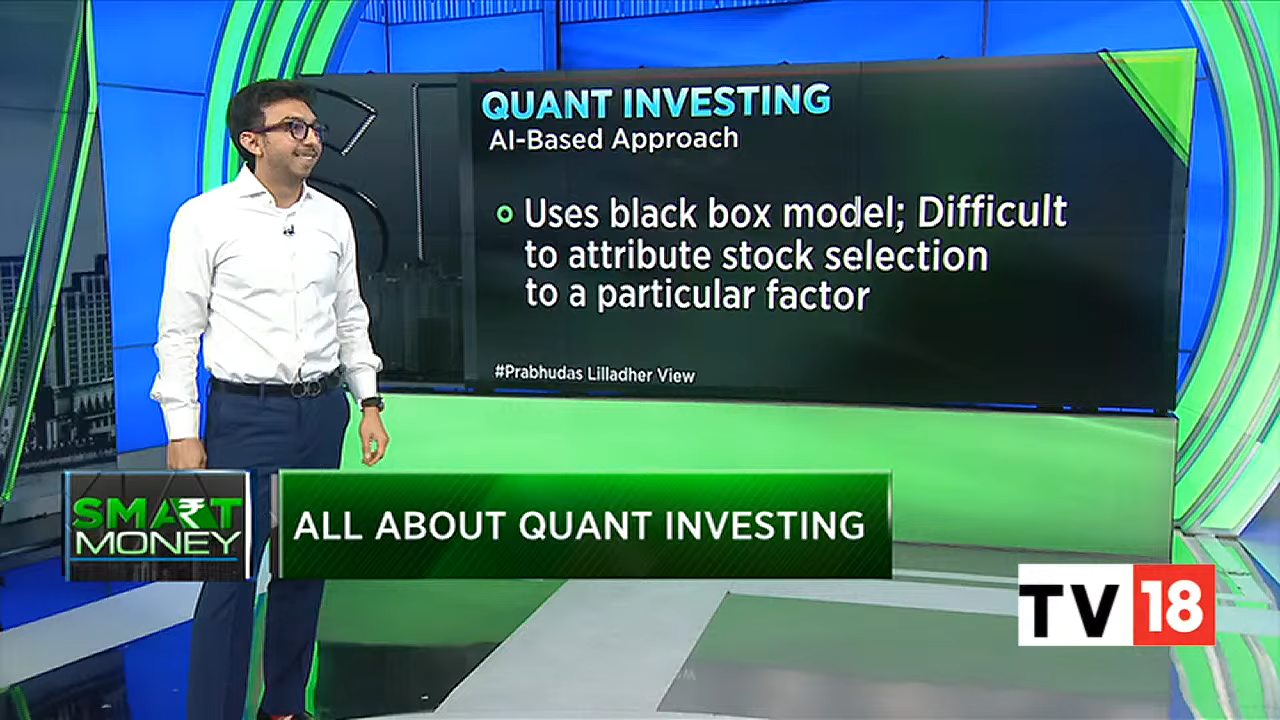 QUANT INVESTING
AI-Based Approach
Uses black box model; Difficult
to attribute stock selection
to a particular factor
#Prabhudas Lilladher View
SMA₹T
MONEY
ALL ABOUT QUANT INVESTING
TV18